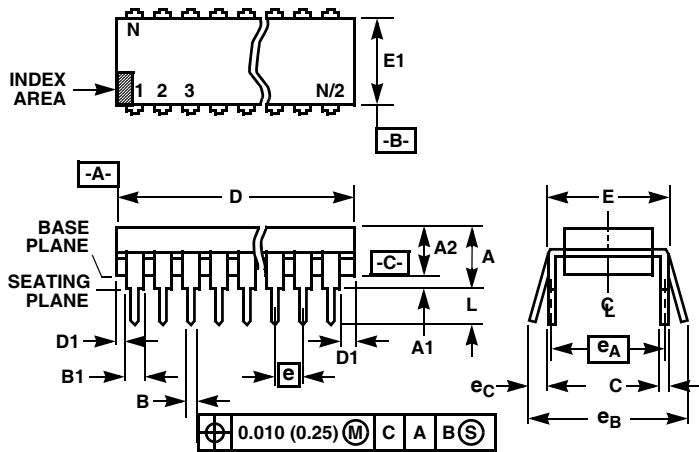 N
E1
INDEX
AREA
1 2 3 N/2
-B-
-A-
D
E
BASE
PLANE
A2
A
-C-
SEATING
PLANE
L
C
L
D1
A1
D1
e
eA
B1
eC
C
B
eB
0.010 (0.25) M C A B S